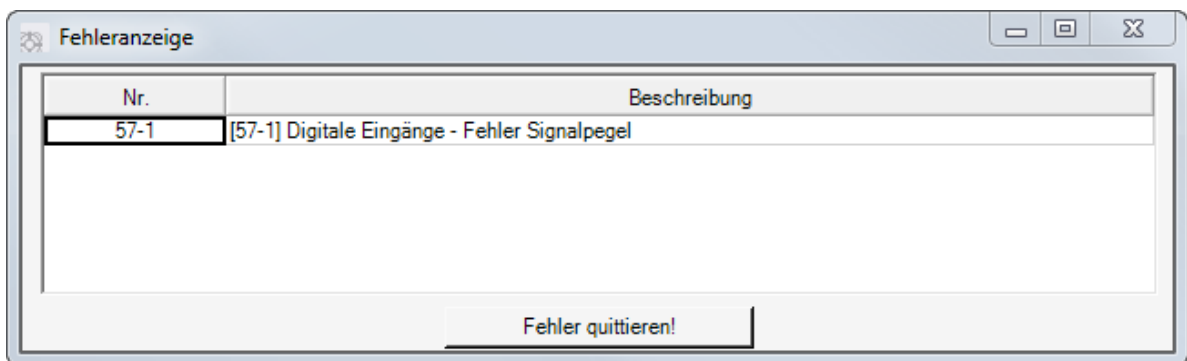 Fehleranzeige
Nr. Beschreibung
57-1 [57-1] Digitale Eingänge - Fehler Signalpegel
Fehler quittieren!